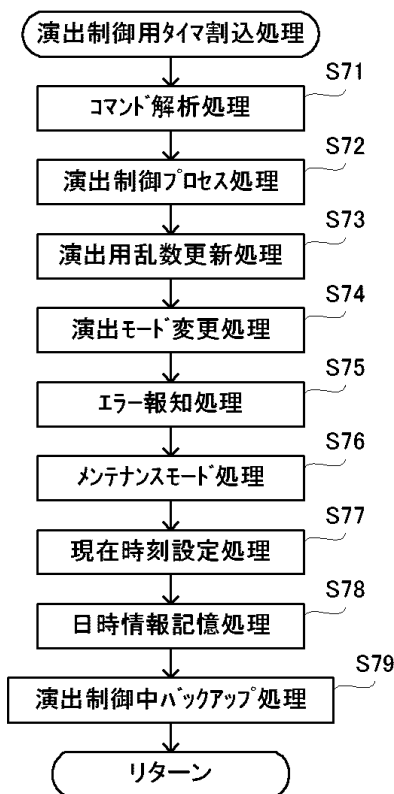 演出制御用ﾀｲﾏ割込処理
S71
ｺﾏﾝﾄﾞ解析処理
S72
演出制御ﾌﾟﾛｾｽ処理
S73
演出用乱数更新処理
S74
演出ﾓｰﾄﾞ変更処理
S75
ｴﾗｰ報知処理
S76
ﾒﾝﾃﾅﾝｽﾓｰﾄﾞ処理
S77
現在時刻設定処理
S78
日時情報記憶処理
S79
演出制御中ﾊﾞｯｸｱｯﾌﾟ処理
リターン